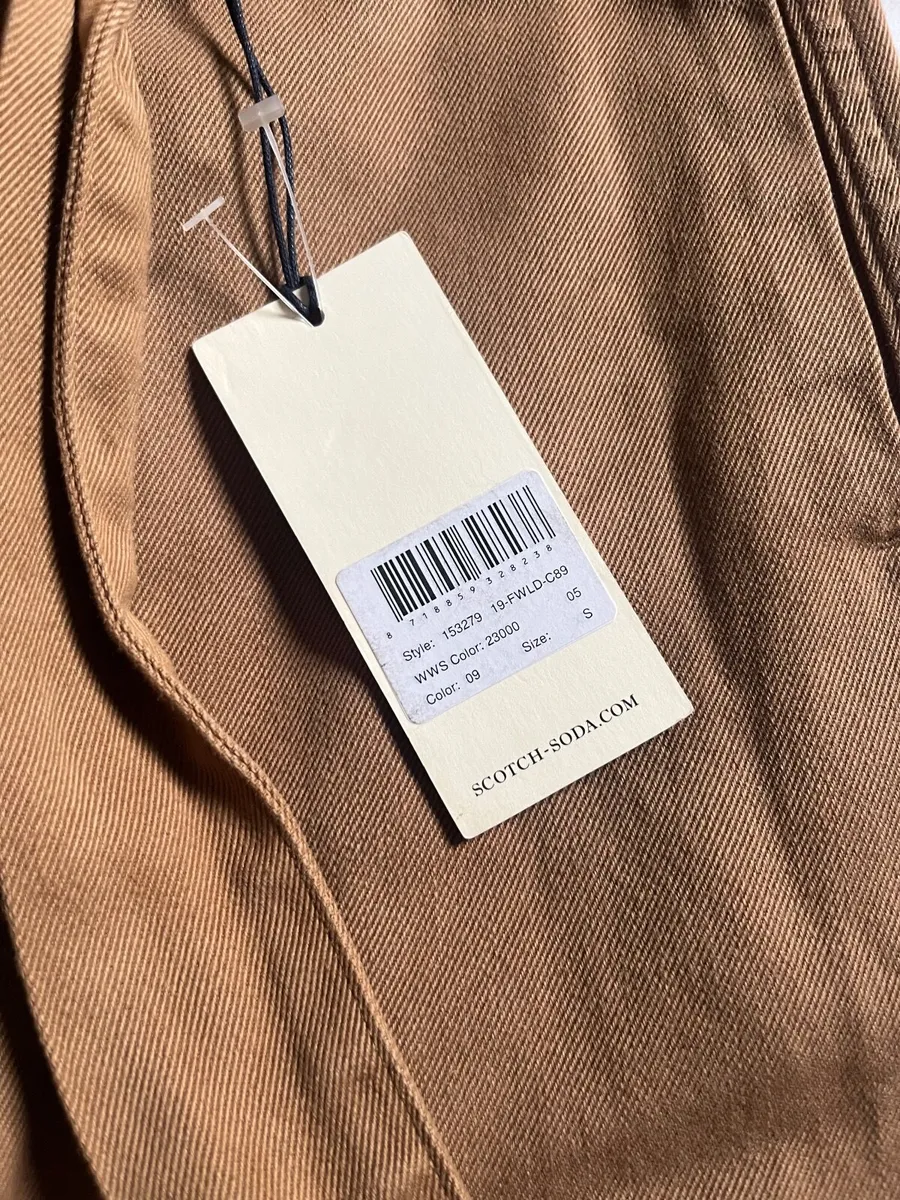 8 718859 328238
Style: 153279 19-FWLD-C89
WWS Color: 23000 05
Color: 09 Size: S
SCOTCH-SODA.COM